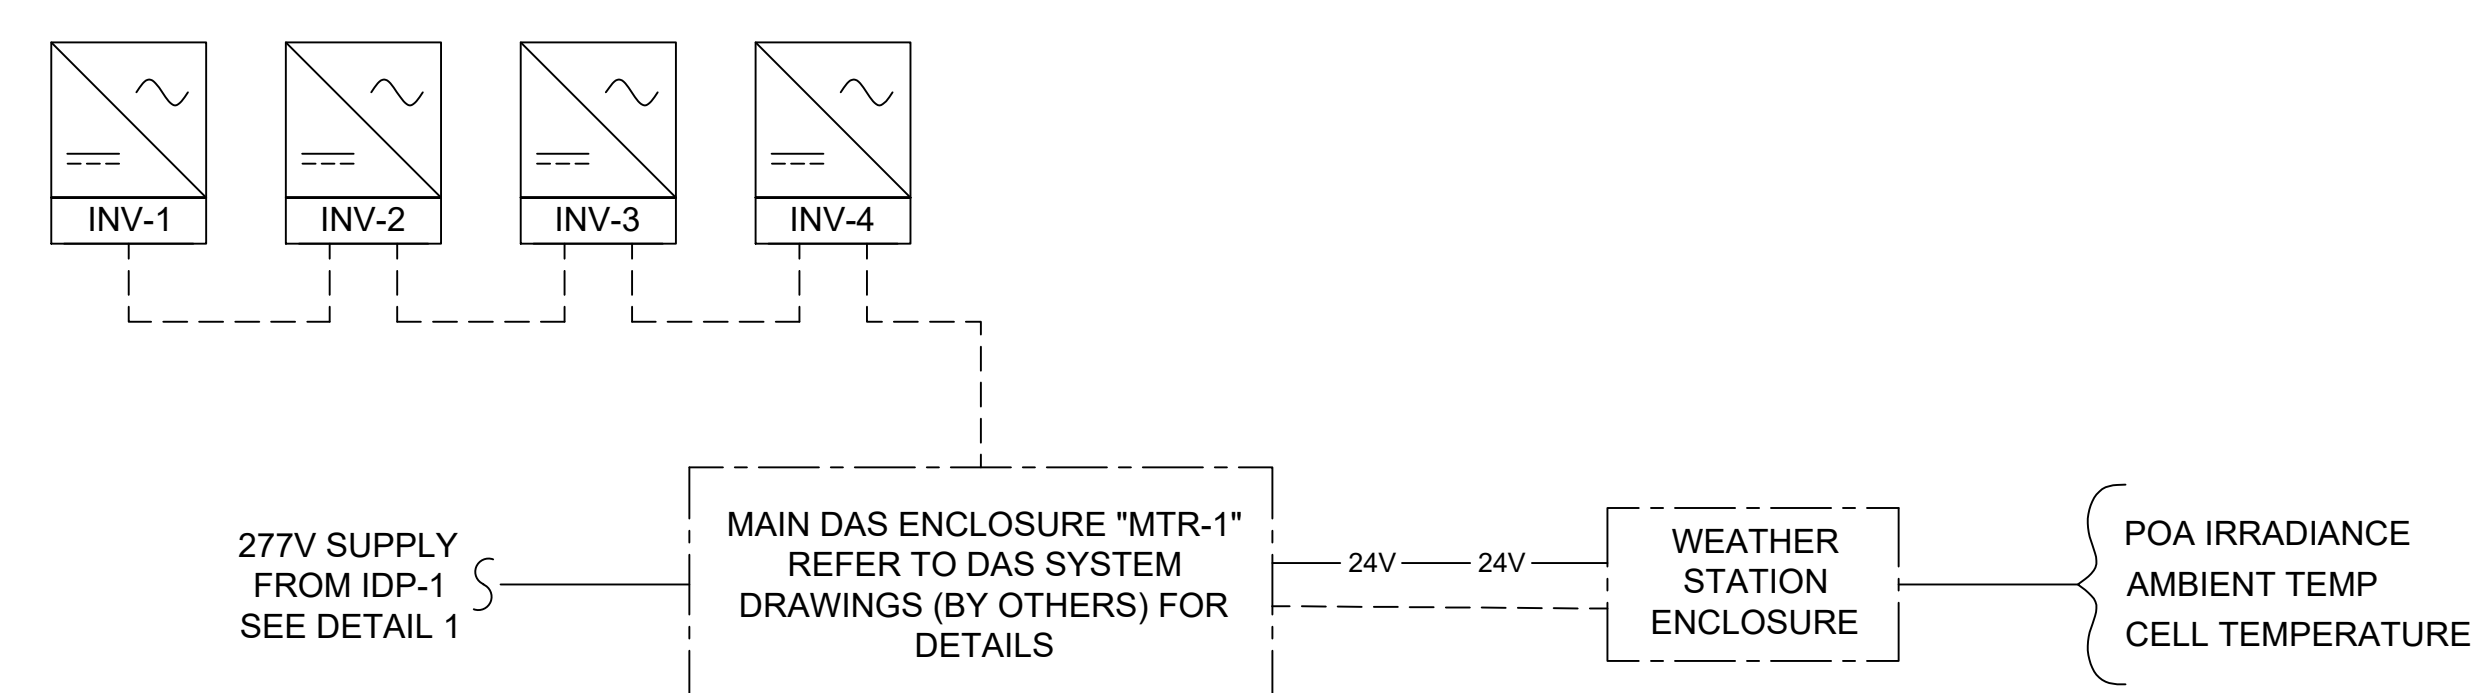 INV-1
INV-2
INV-3
INV-4
277V SUPPLY
FROM IDP-1
SEE DETAIL 1
MAIN DAS ENCLOSURE "MTR-1"
REFER TO DAS SYSTEM
DRAWINGS (BY OTHERS) FOR
DETAILS
24V
24V
WEATHER
STATION
ENCLOSURE
POA IRRADIANCE
AMBIENT TEMP
CELL TEMPERATURE